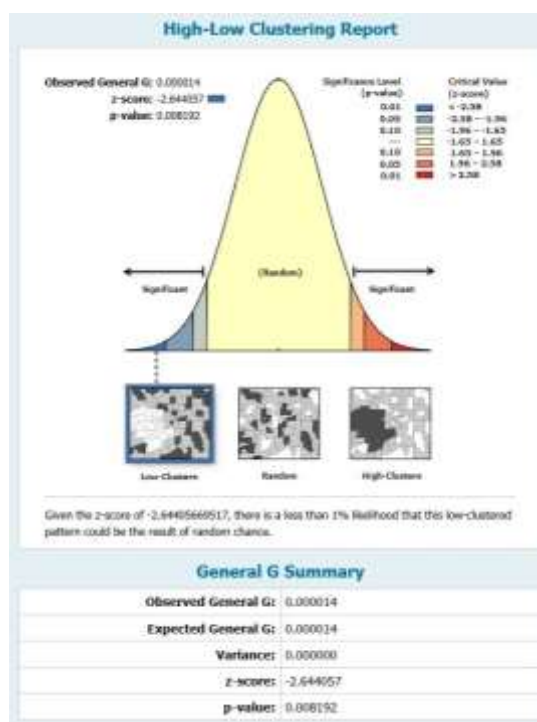 High-Low Clustering Report
Observed General G: 0.000014
z-score: -2.644057
p-value: 0.008192
Significance Level
(p-value)
Critical Value
(z-score)
0.01 < -2.58
0.05 -2.58 - -1.96
0.10 -1.96 - -1.65
--- -1.65 - 1.65
0.10 1.65 - 1.96
0.05 1.96 - 2.58
0.01 > 2.58
(Random)
Significant
Significant
Low-Clusters
Random
High-Clusters
Given the z-score of -2.64405669517, there is a less than 1% likelihood that this low-clustered
pattern could be the result of random chance.
General G Summary
Observed General G: 0.000014
Expected General G: 0.000014
Variance: 0.000000
z-score: -2.644057
p-value: 0.008192